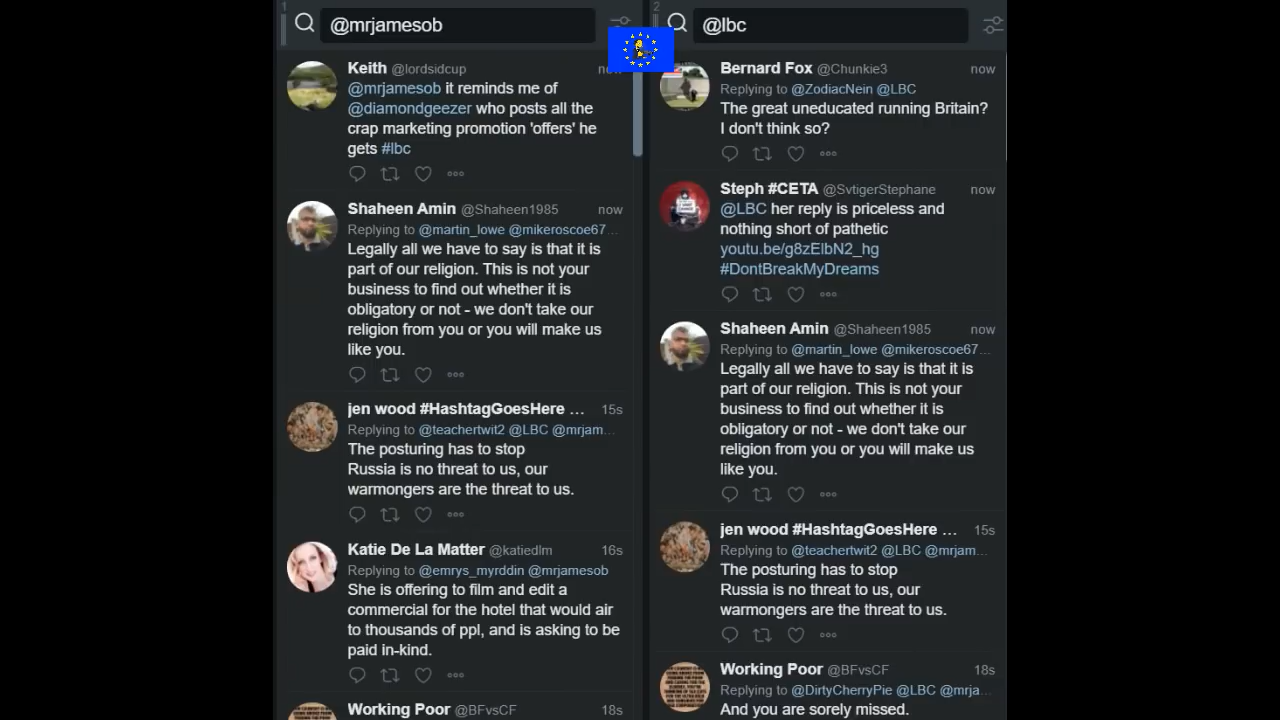 1
@mrjamesob
Keith @lordsidcup now
@mrjamesob it reminds me of
@diamondgeezer who posts all the
crap marketing promotion 'offers' he
gets #lbc
Shaheen Amin @Shaheen1985 now
Replying to @martin_lowe @mikeroscoe67...
Legally all we have to say is that it is
part of our religion. This is not your
business to find out whether it is
obligatory or not - we don't take our
religion from you or you will make us
like you.
jen wood #HashtagGoesHere ... 15s
Replying to @teachertwit2 @LBC @mrjam...
The posturing has to stop
Russia is no threat to us, our
warmongers are the threat to us.
Katie De La Matter @katiedlm 16s
Replying to @emrys_myrddin @mrjamesob
She is offering to film and edit a
commercial for the hotel that would air
to thousands of ppl, and is asking to be
paid in-kind.
Working Poor @BFvsCF 18s
2
@lbc
Bernard Fox @Chunkie3 now
Replying to @ZodiacNein @LBC
The great uneducated running Britain?
I don't think so?
Steph #CETA @SvtigerStephane now
@LBC her reply is priceless and
nothing short of pathetic
youtu.be/g8zElbN2_hg
#DontBreakMyDreams
Shaheen Amin @Shaheen1985 now
Replying to @martin_lowe @mikeroscoe67...
Legally all we have to say is that it is
part of our religion. This is not your
business to find out whether it is
obligatory or not - we don't take our
religion from you or you will make us
like you.
jen wood #HashtagGoesHere ... 15s
Replying to @teachertwit2 @LBC @mrjam...
The posturing has to stop
Russia is no threat to us, our
warmongers are the threat to us.
Working Poor @BFvsCF 18s
Replying to @DirtyCherryPie @LBC @mrja...
And you are sorely missed.